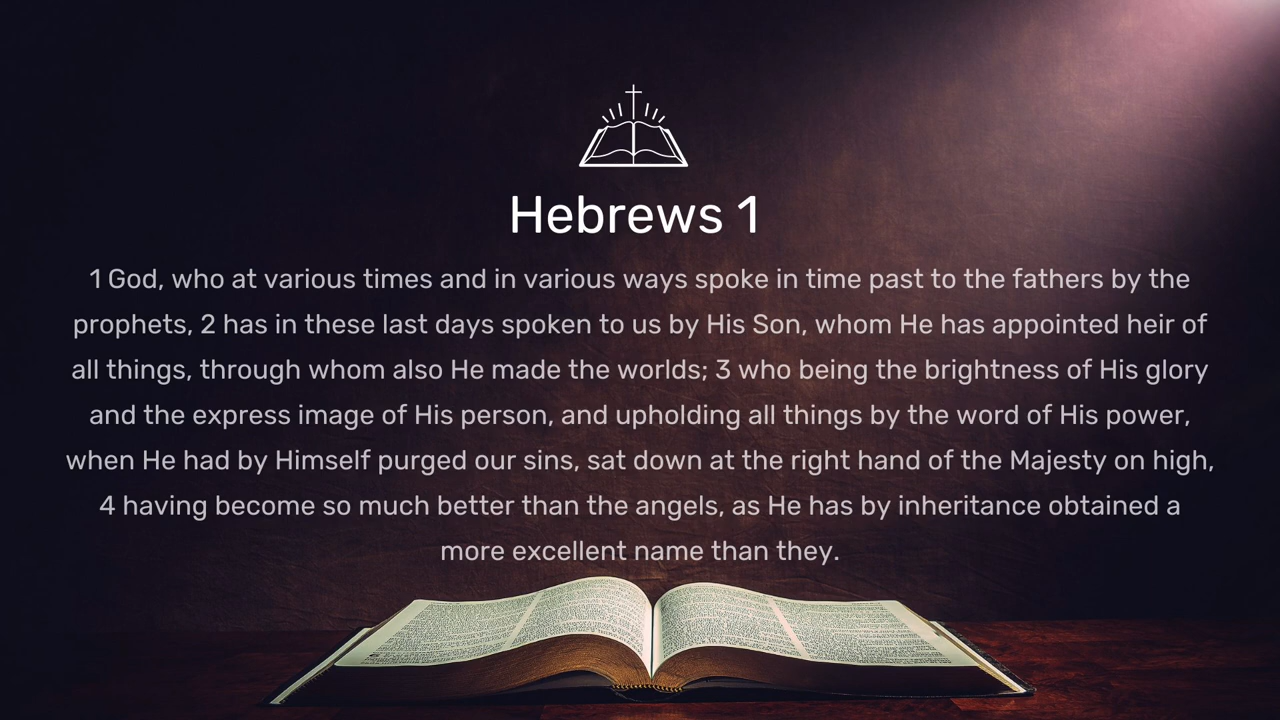 Hebrews 1
1 God, who at various times and in various ways spoke in time past to the fathers by the
prophets, 2 has in these last days spoken to us by His Son, whom He has appointed heir of
all things, through whom also He made the worlds; 3 who being the brightness of His glory
and the express image of His person, and upholding all things by the word of His power,
when He had by Himself purged our sins, sat down at the right hand of the Majesty on high,
4 having become so much better than the angels, as He has by inheritance obtained a
more excellent name than they.